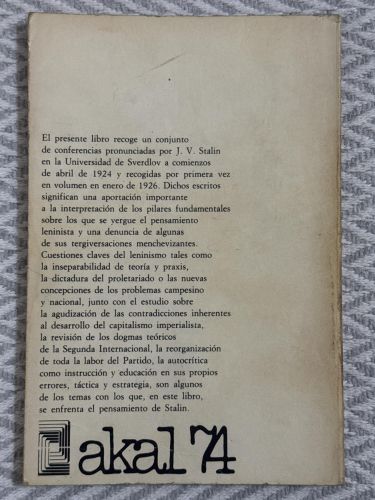 El presente libro recoge un conjunto
de conferencias pronunciadas por J. V. Stalin
en la Universidad de Sverdlov a comienzos
de abril de 1924 y recogidas por primera vez
en volumen en enero de 1926. Dichos escritos
significan una aportación importante
a la interpretación de los pilares fundamentales
sobre los que se yergue el pensamiento
leninista y una denuncia de algunas
de sus tergiversaciones menchevizantes.
Cuestiones claves del leninismo tales como
la inseparabilidad de teoría y praxis,
la dictadura del proletariado o las nuevas
concepciones de los problemas campesino
y nacional, junto con el estudio sobre
la agudización de las contradicciones inherentes
al desarrollo del capitalismo imperialista,
la revisión de los dogmas teóricos
de la Segunda Internacional, la reorganización
de toda la labor del Partido, la autocrítica
como instrucción y educación en sus propios
errores, táctica y estrategia, son algunos
de los temas con los que, en este libro,
se enfrenta el pensamiento de Stalin.
akal 74